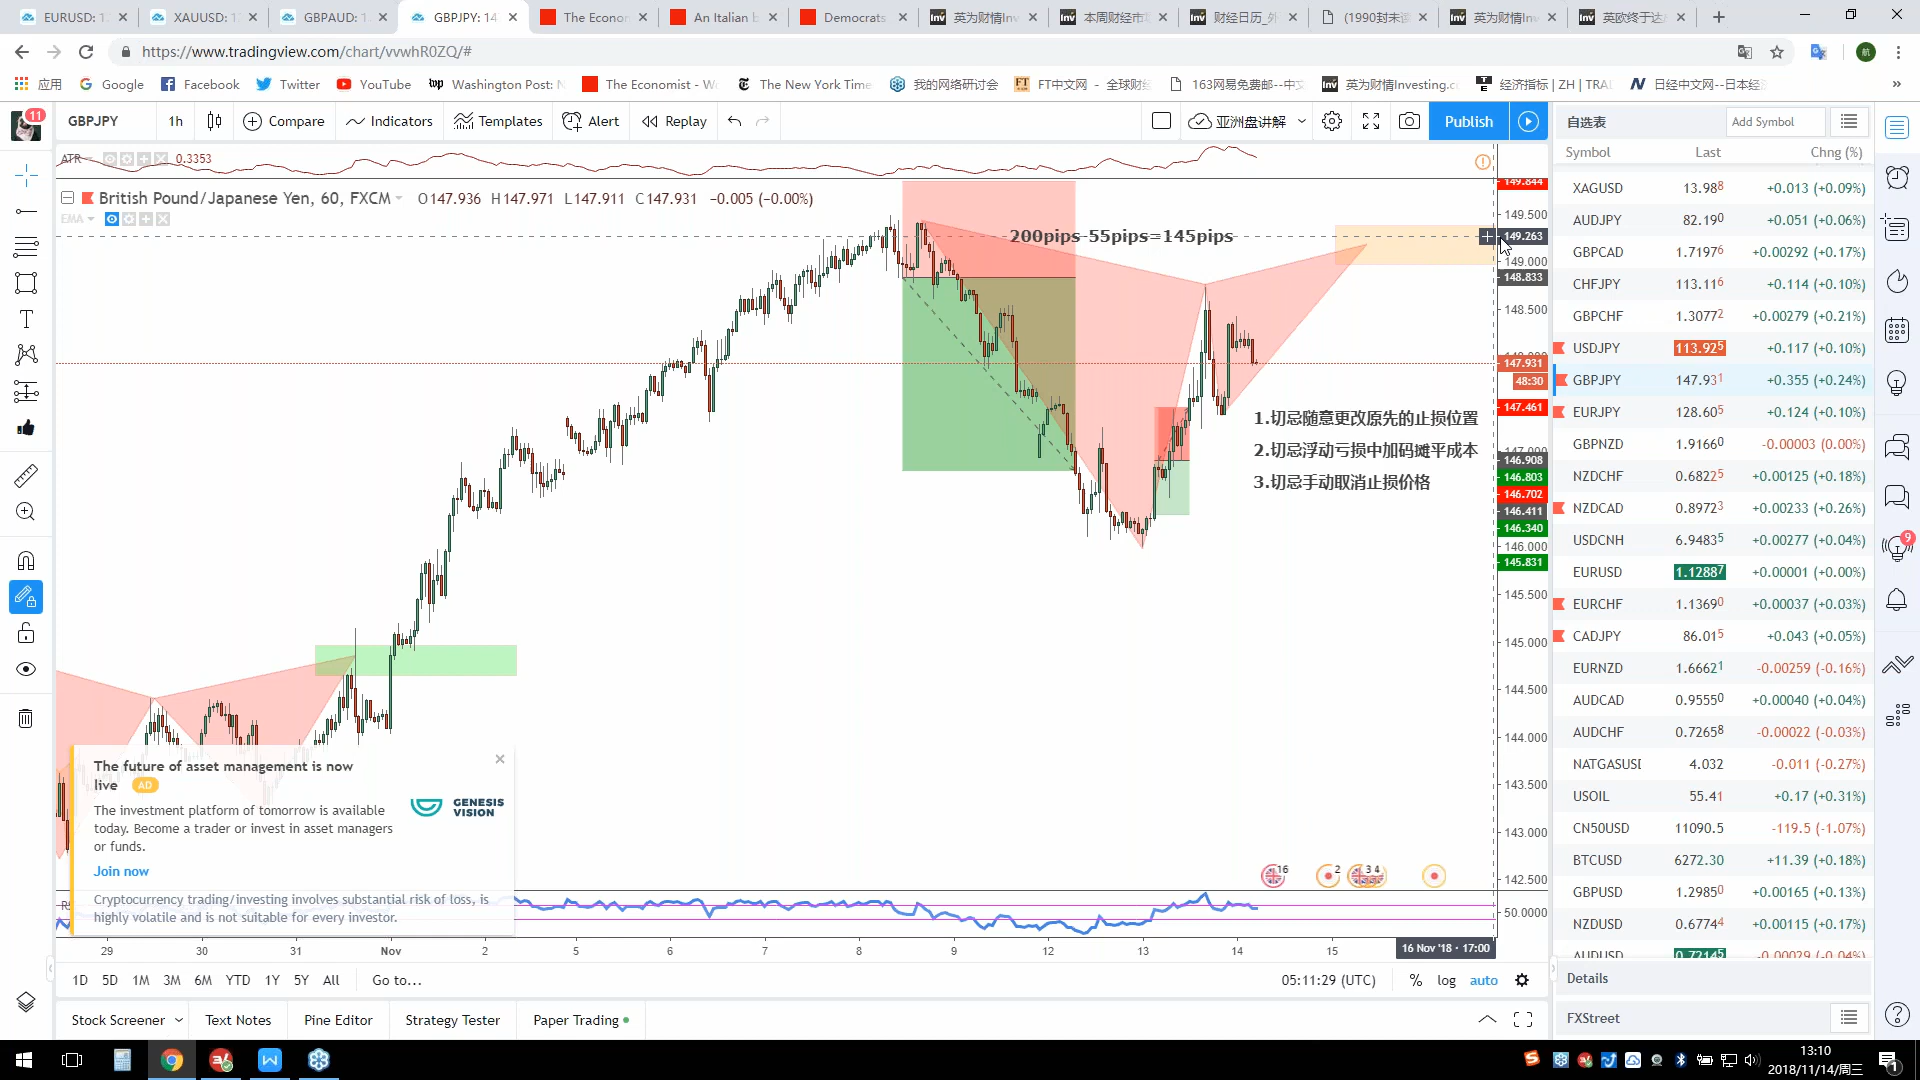 EURUSD: 1.
XAUUSD: 1
GBPAUD: 1.
GBPJPY: 14
The Econo
An Italian b
Democrats
英为财情Inv
本周财经市
财经日历_外
英为财情Inv
英欧终于达
https://www.tradingview.com/chart/vvwhR0ZQ/#
应用
Google
Facebook
Twitter
YouTube
Washington Post:
The Economist - W
The New York Time
我的网络研讨会
FT中文网 - 全球财经
163网易免费邮--中文
英为财情Investing.c
经济指标 | ZH | TRA
日经中文网--日本经
»
11
GBPJPY
1h
Compare
Indicators
Templates
Alert
Replay
亚洲盘讲解
Publish
ATR
0.3353
British Pound/Japanese Yen, 60, FXCM
O147.936 H147.971 L147.911 C147.931 −0.005 (−0.00%)
EMA
200pips-55pips=145pips
1.切忌随意更改原先的止损位置
2.切忌浮动亏损中加码摊平成本
3.切忌手动取消止损价格
149.844
149.500
149.263
149.000
148.833
148.500
147.931
48:30
147.461
146.908
146.803
146.702
146.411
146.340
146.000
145.831
145.500
145.000
144.500
144.000
143.500
143.000
142.500
50.0000
The future of asset management is now
live AD
The investment platform of tomorrow is available
today. Become a trader or invest in asset managers
or funds.
GENESIS
VISION
Join now
Cryptocurrency trading/investing involves substantial risk of loss, is
highly volatile and is not suitable for every investor.
16
2
3 4
29 30 31 Nov 2 5 6 7 8 9 12 13 14 15 16 Nov '18 · 17:00
1D 5D 1M 3M 6M YTD 1Y 5Y All Go to...
05:11:29 (UTC) % log auto
Stock Screener Text Notes Pine Editor Strategy Tester Paper Trading
自选表
Add Symbol
Symbol Last Chng (%)
XAGUSD 13.988 +0.013 (+0.09%)
AUDJPY 82.190 +0.051 (+0.06%)
GBPCAD 1.71976 +0.00292 (+0.17%)
CHFJPY 113.116 +0.114 (+0.10%)
GBPCHF 1.30772 +0.00279 (+0.21%)
USDJPY 113.925 +0.117 (+0.10%)
GBPJPY 147.931 +0.355 (+0.24%)
EURJPY 128.605 +0.124 (+0.10%)
GBPNZD 1.91660 -0.00003 (0.00%)
NZDCHF 0.68225 +0.00125 (+0.18%)
NZDCAD 0.89723 +0.00233 (+0.26%)
USDCNH 6.94835 +0.00277 (+0.04%)
EURUSD 1.12887 +0.00001 (+0.00%)
EURCHF 1.13690 +0.00037 (+0.03%)
CADJPY 86.015 +0.043 (+0.05%)
EURNZD 1.66621 -0.00259 (-0.16%)
AUDCAD 0.95550 +0.00040 (+0.04%)
AUDCHF 0.72658 -0.00022 (-0.03%)
NATGASUSD 4.032 -0.011 (-0.27%)
USOIL 55.41 +0.17 (+0.31%)
CN50USD 11090.5 -119.5 (-1.07%)
BTCUSD 6272.30 +11.39 (+0.18%)
GBPUSD 1.29850 +0.00165 (+0.13%)
NZDUSD 0.67744 +0.00115 (+0.17%)
AUDUSD 0.72145 -0.00029 (-0.04%)
Details
FXStreet
9
13:10
2018/11/14/周三
1